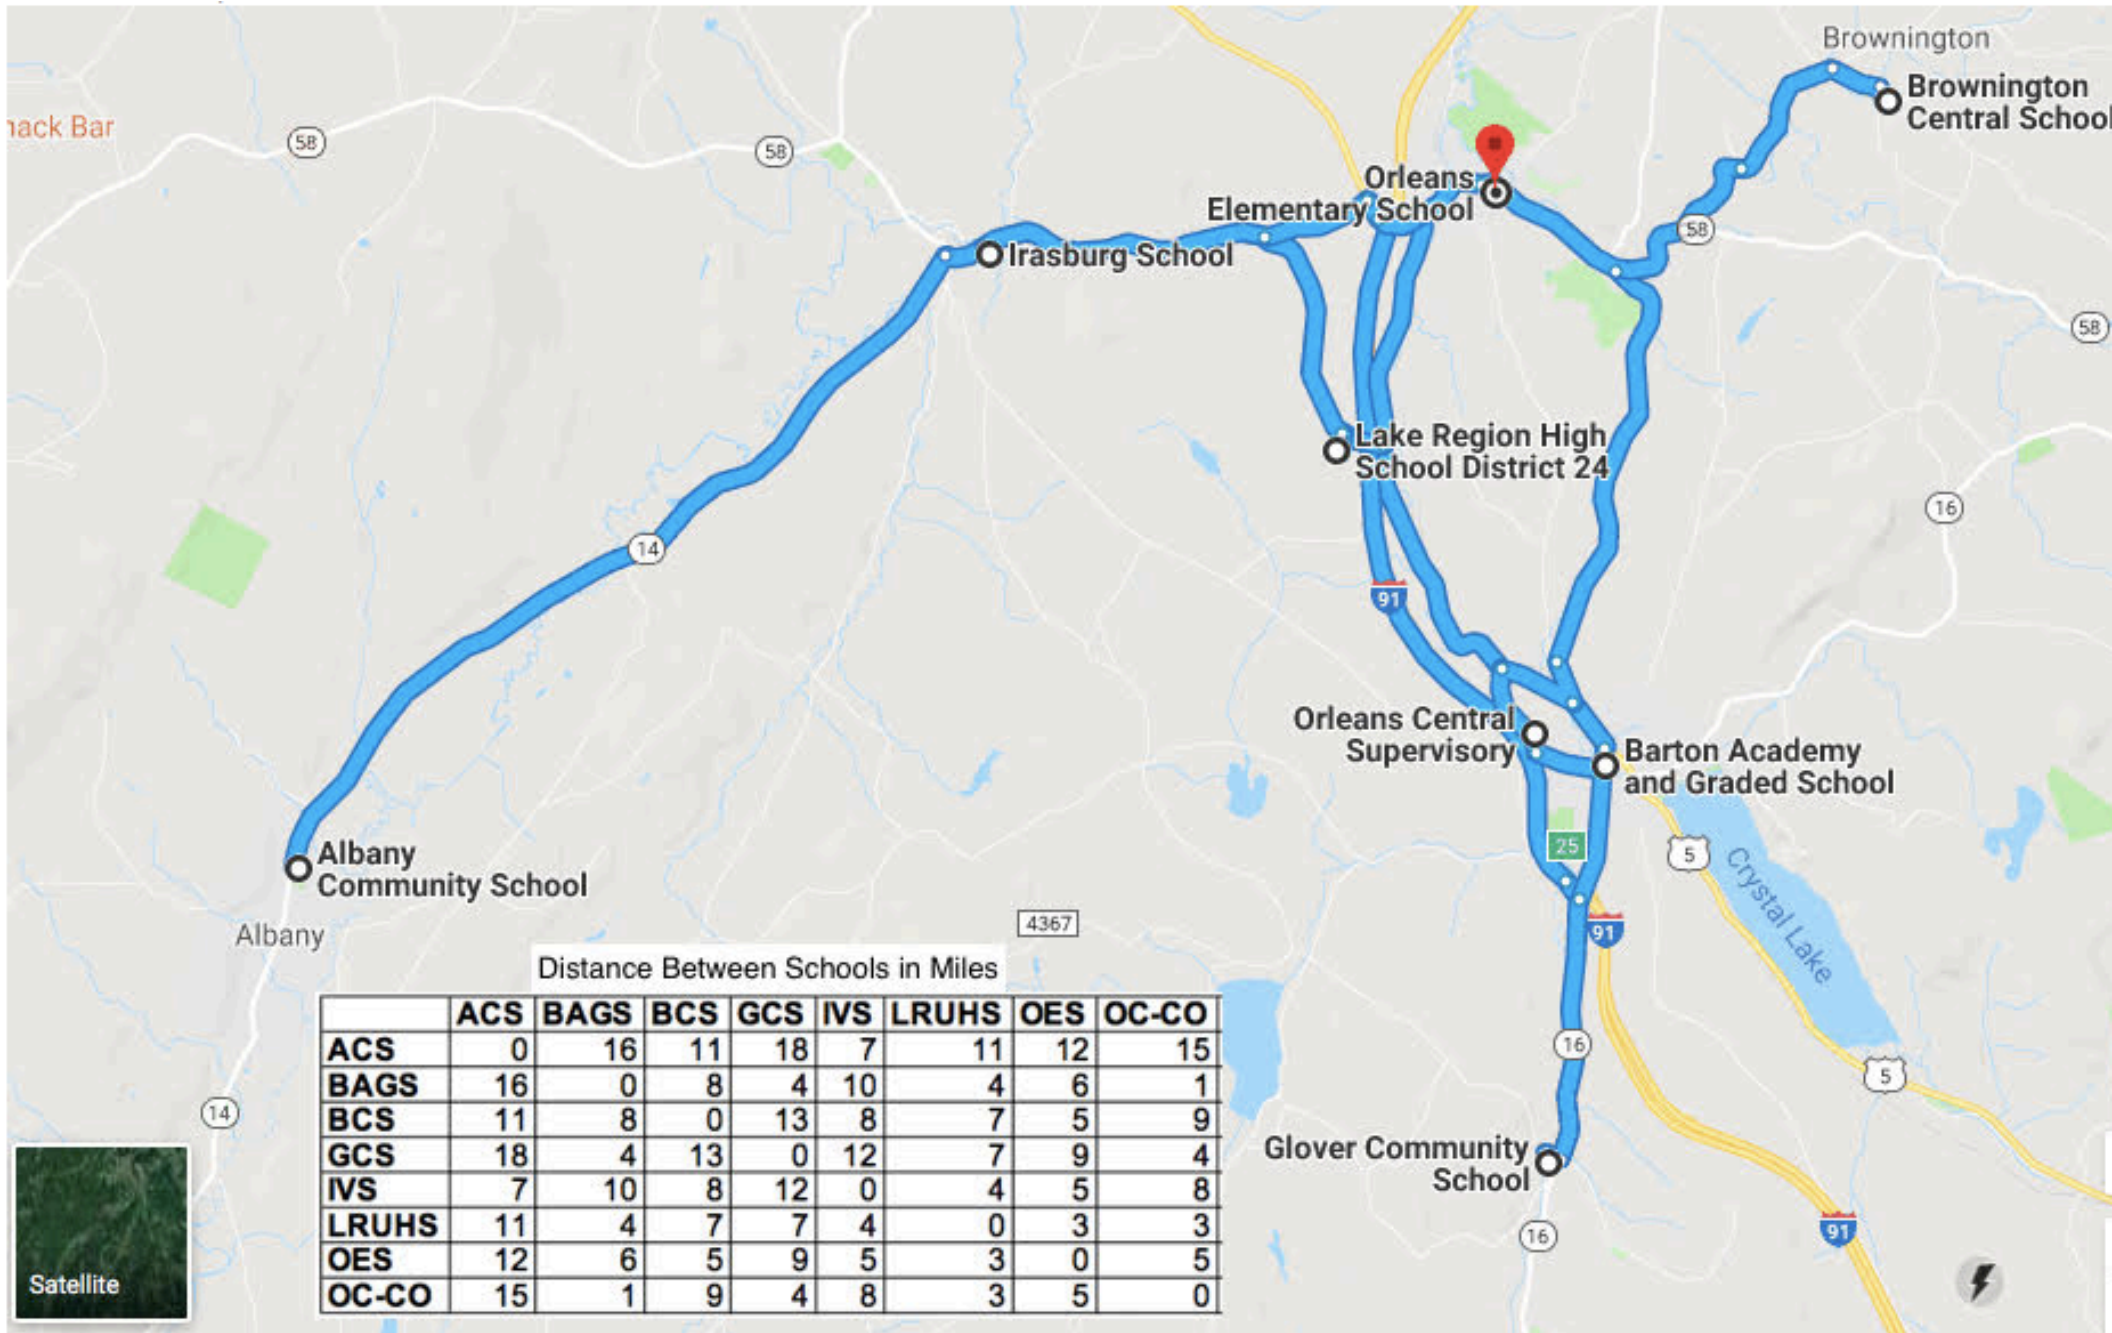 Brownington
Brownington
Central School
nack Bar
58
58
Orleans
Elementary School
58
Irasburg School
58
Lake Region High
School District 24
16
14
91
Orleans Central
Supervisory
Barton Academy
and Graded School
25
5
Crystal Lake
Albany
Community School
Albany
4367
91
Distance Between Schools in Miles
ACS BAGS BCS GCS IVS LRUHS OES OC-CO
ACS 0 16 11 18 7 11 12 15
BAGS 16 0 8 4 10 4 6 1
BCS 11 8 0 13 8 7 5 9
GCS 18 4 13 0 12 7 9 4
IVS 7 10 8 12 0 4 5 8
LRUHS 11 4 7 7 4 0 3 3
OES 12 6 5 9 5 3 0 5
OC-CO 15 1 9 4 8 3 5 0
16
5
14
Glover Community
School
16
91
Satellite